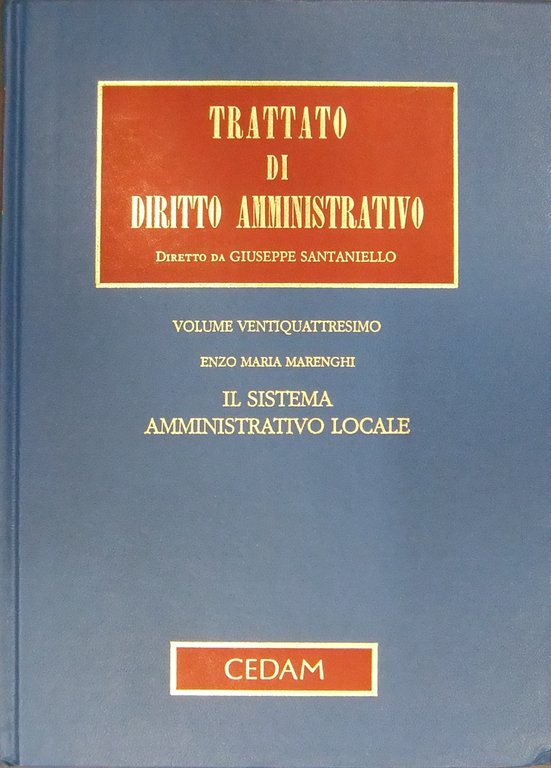 TRATTATO
DI
DIRITTO AMMINISTRATIVO
DIRETTO DA GIUSEPPE SANTANIELLO
VOLUME VENTIQUATTRESIMO
ENZO MARIA MARENGHI
IL SISTEMA
AMMINISTRATIVO LOCALE
CEDAM